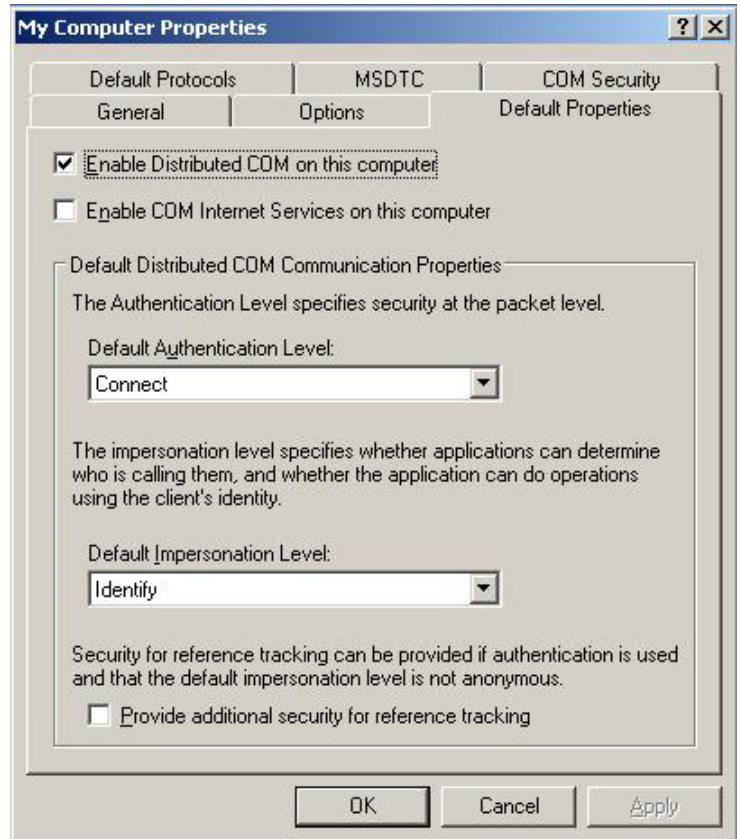 My Computer Properties
Default Protocols MSDTC COM Security
General Options Default Properties
Enable Distributed COM on this computer
Enable COM Internet Services on this computer
Default Distributed COM Communication Properties
The Authentication Level specifies security at the packet level.
Default Authentication Level:
Connect
The impersonation level specifies whether applications can determine
who is calling them, and whether the application can do operations
using the client's identity.
Default Impersonation Level:
Identify
Security for reference tracking can be provided if authentication is used
and that the default impersonation level is not anonymous.
Provide additional security for reference tracking
OK Cancel Apply